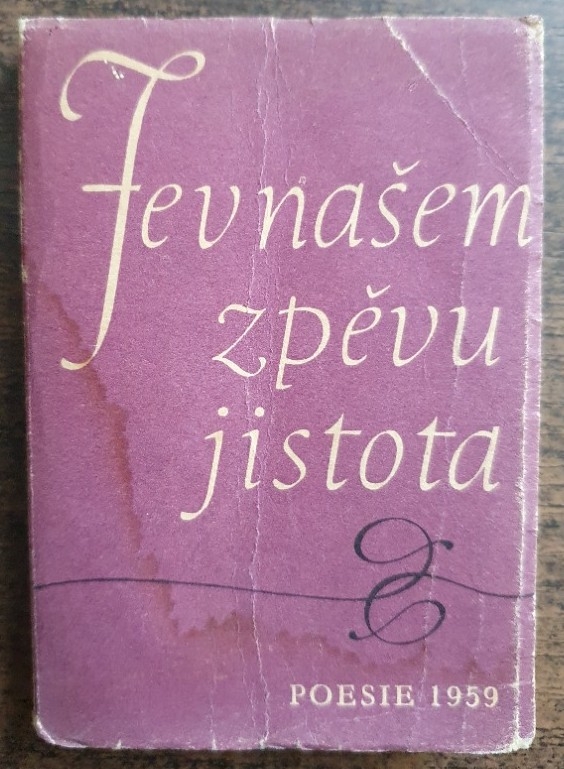 Je v našem
zpěvu
jistota
POESIE 1959